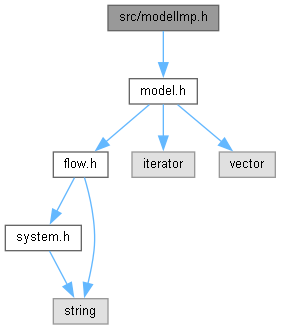 src/modelImp.h
model.h
flow.h
iterator
vector
system.h
string